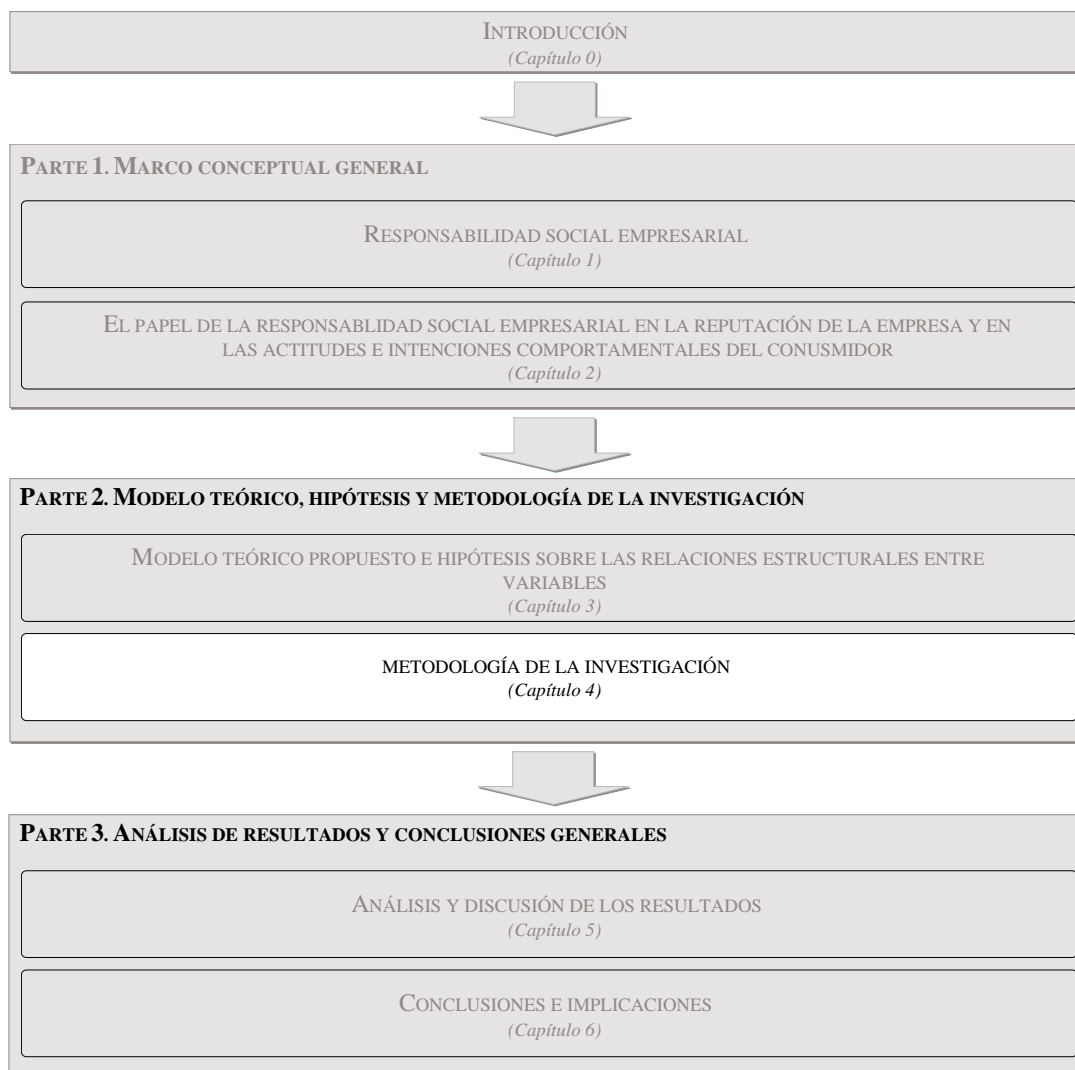 INTRODUCCIÓN
(Capítulo 0)
PARTE 1. MARCO CONCEPTUAL GENERAL
RESPONSABILIDAD SOCIAL EMPRESARIAL
(Capítulo 1)
EL PAPEL DE LA RESPONSABLIDAD SOCIAL EMPRESARIAL EN LA REPUTACIÓN DE LA EMPRESA Y EN
LAS ACTITUDES E INTENCIONES COMPORTAMENTALES DEL CONUSMIDOR
(Capítulo 2)
PARTE 2. MODELO TEÓRICO, HIPÓTESIS Y METODOLOGÍA DE LA INVESTIGACIÓN
MODELO TEÓRICO PROPUESTO E HIPÓTESIS SOBRE LAS RELACIONES ESTRUCTURALES ENTRE
VARIABLES
(Capítulo 3)
METODOLOGÍA DE LA INVESTIGACIÓN
(Capítulo 4)
PARTE 3. ANÁLISIS DE RESULTADOS Y CONCLUSIONES GENERALES
ANÁLISIS Y DISCUSIÓN DE LOS RESULTADOS
(Capítulo 5)
CONCLUSIONES E IMPLICACIONES
(Capítulo 6)